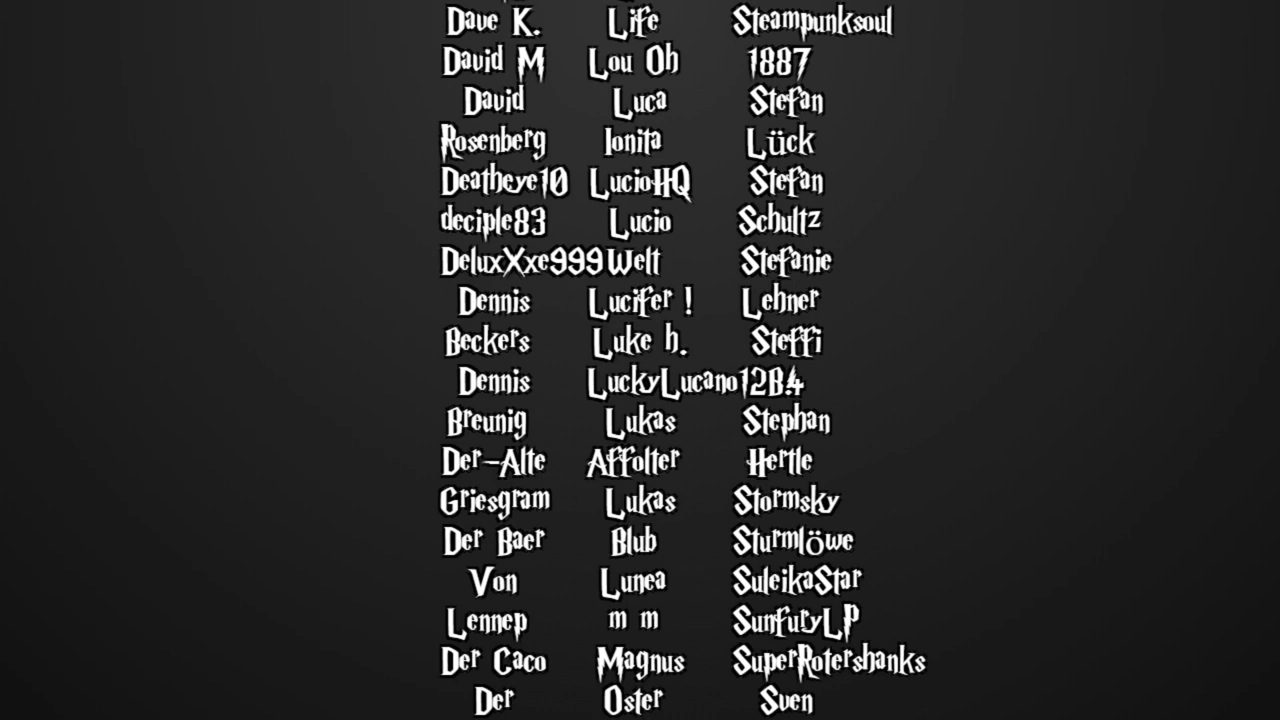 Dave K. Life Steampunksoul
David M Lou Oh 1887
David Luca Stefan
Rosenberg Ionita Lück
Deatheye10 LucioHQ Stefan
deciple83 Lucio Schultz
DeluxXxe999 Welt Stefanie
Dennis Lucifer ! Lehner
Beckers Luke h. Steffi
Dennis LuckyLucano12B4
Breunig Lukas Stephan
Der-Alte Affolter Hertle
Griesgram Lukas Stormsky
Der Baer Blub Sturmlöwe
Von Lunea SuleikaStar
Lennep m m SunfuryLP
Der Caco Magnus SuperRotershanks
Der Oster Sven